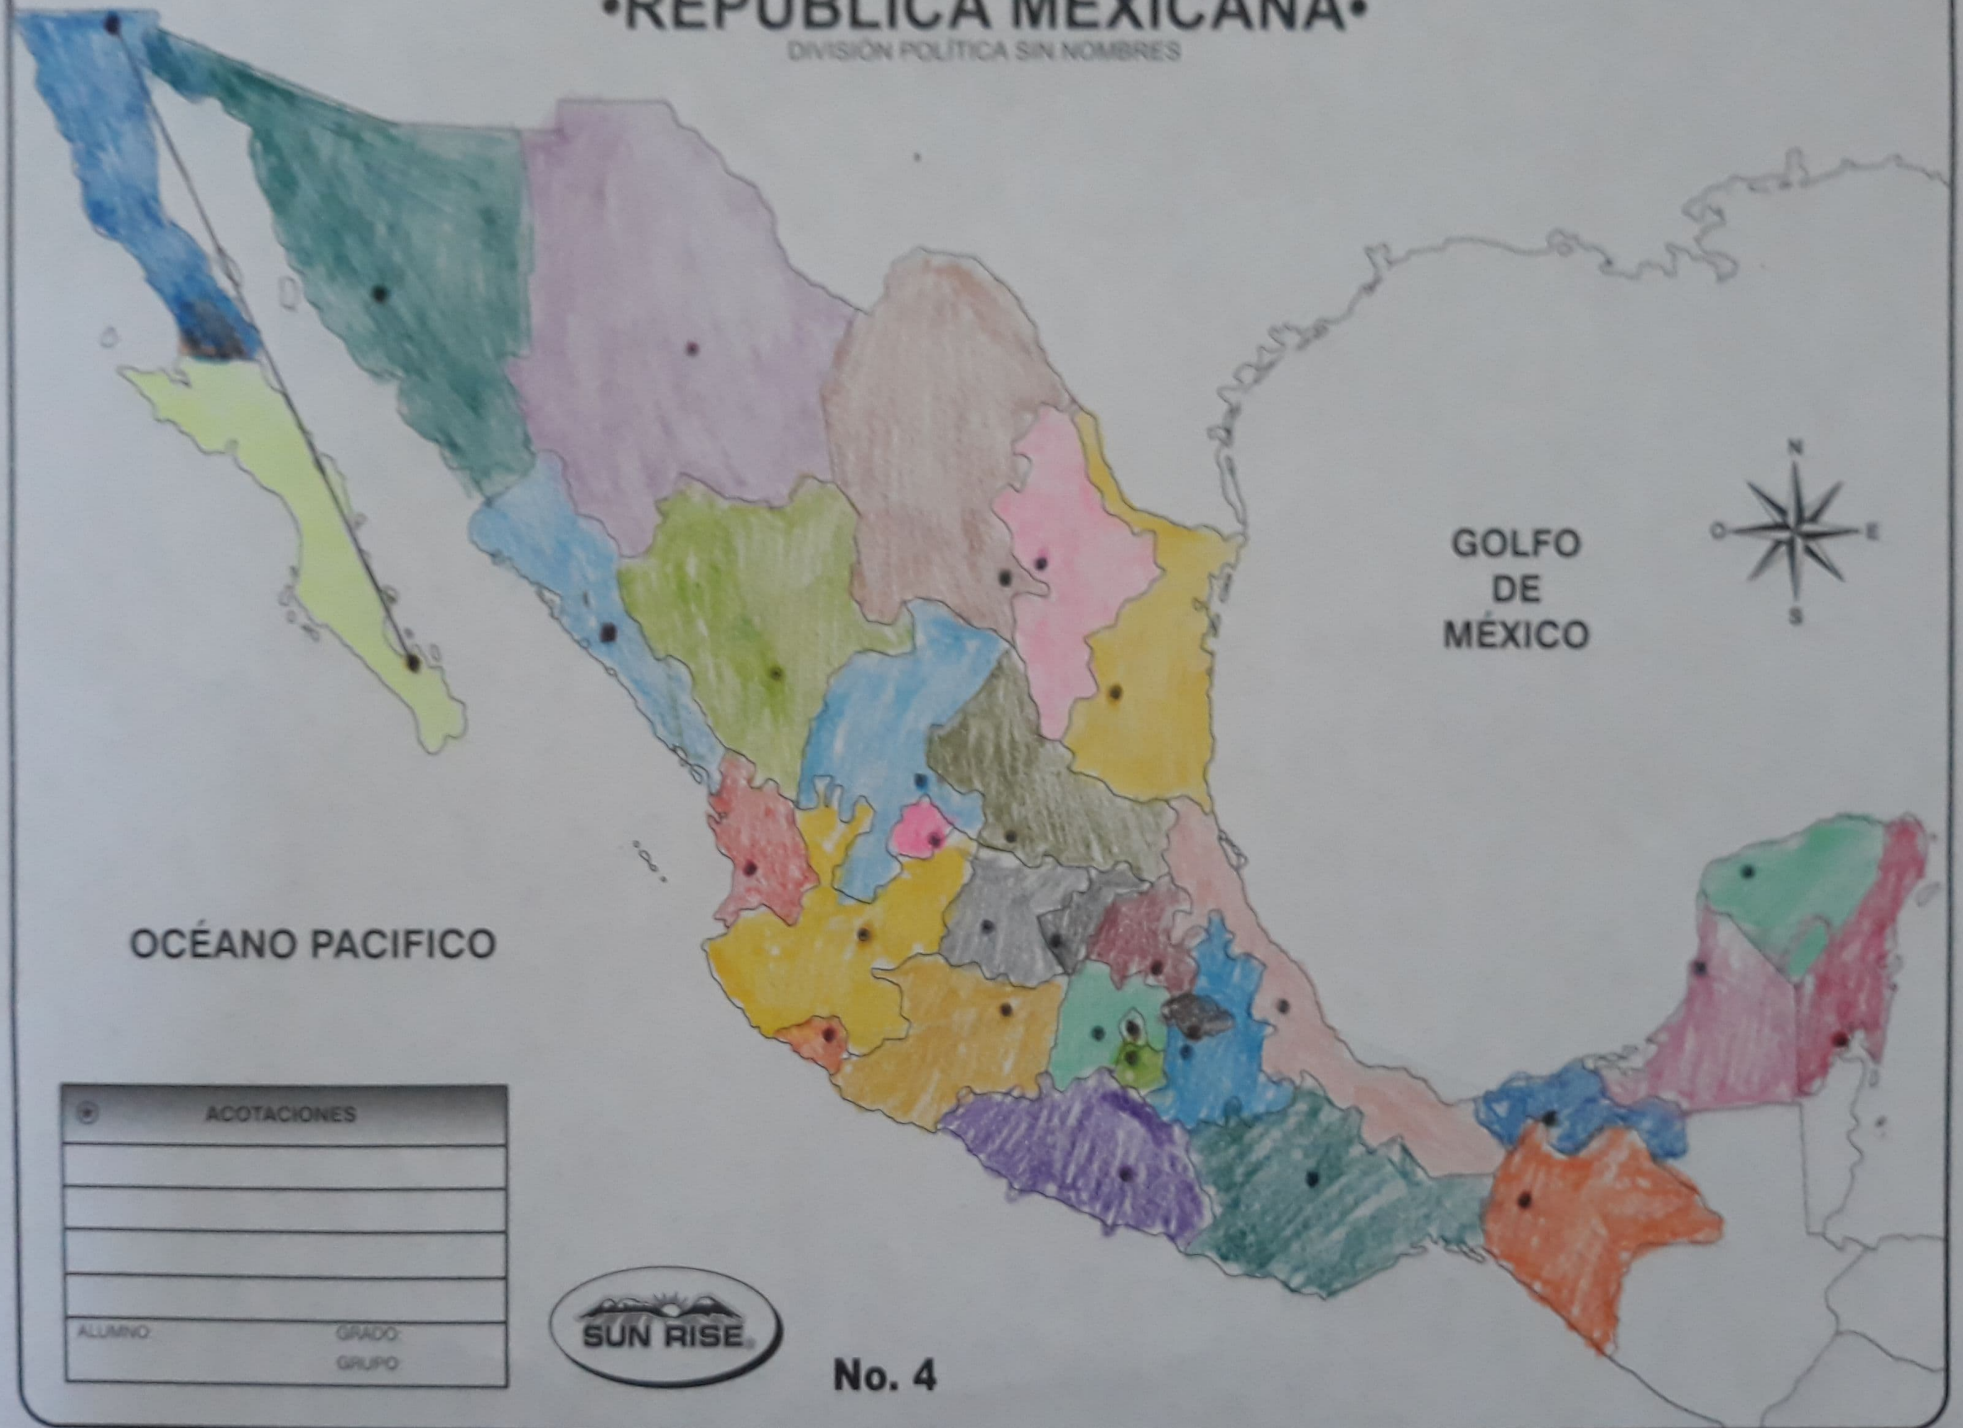 •REPÚBLICA MEXICANA•
DIVISIÓN POLÍTICA SIN NOMBRES
N
O
E
S
GOLFO
DE
MÉXICO
OCÉANO PACIFICO
ACOTACIONES
ALUMNO:
GRADO:
GRUPO:
SUN RISE
No. 4